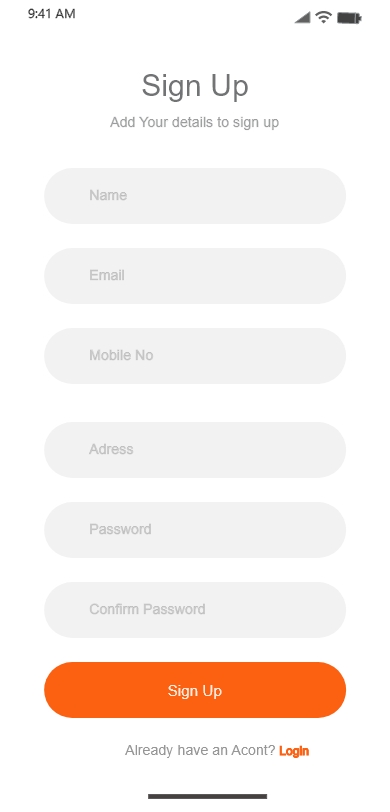 9:41 AM
Sign Up
Add Your details to sign up
Name
Email
Mobile No
Adress
Password
Confirm Password
Sign Up
Already have an Acont? Login